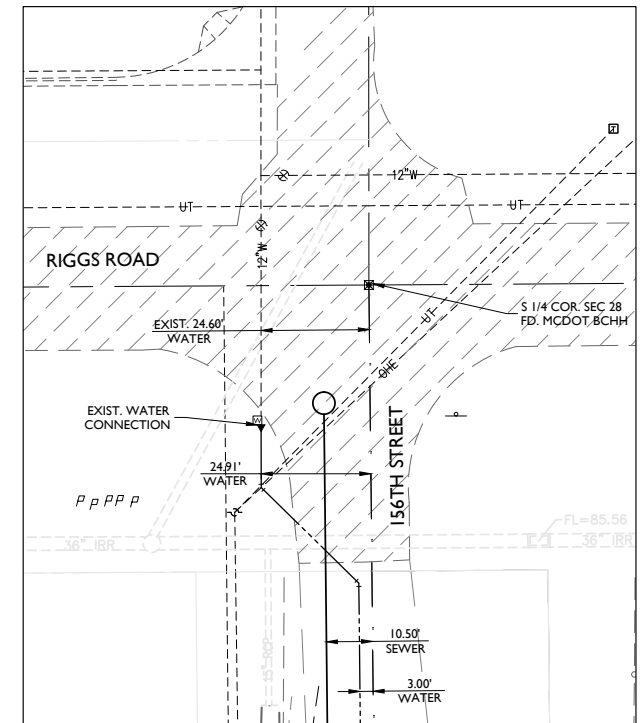 12"W
UT
UT
12"W
RIGGS ROAD
S 1/4 COR. SEC 28
FD. MCDOT BCHH
EXIST. 24.60'
WATER
UT
OHE
EXIST. WATER
CONNECTION
W
156TH STREET
24.91'
WATER
P P P P P
FL=85.56
36" IRR
36" IRR
10.50'
SEWER
15" RCP
3.00'
WATER